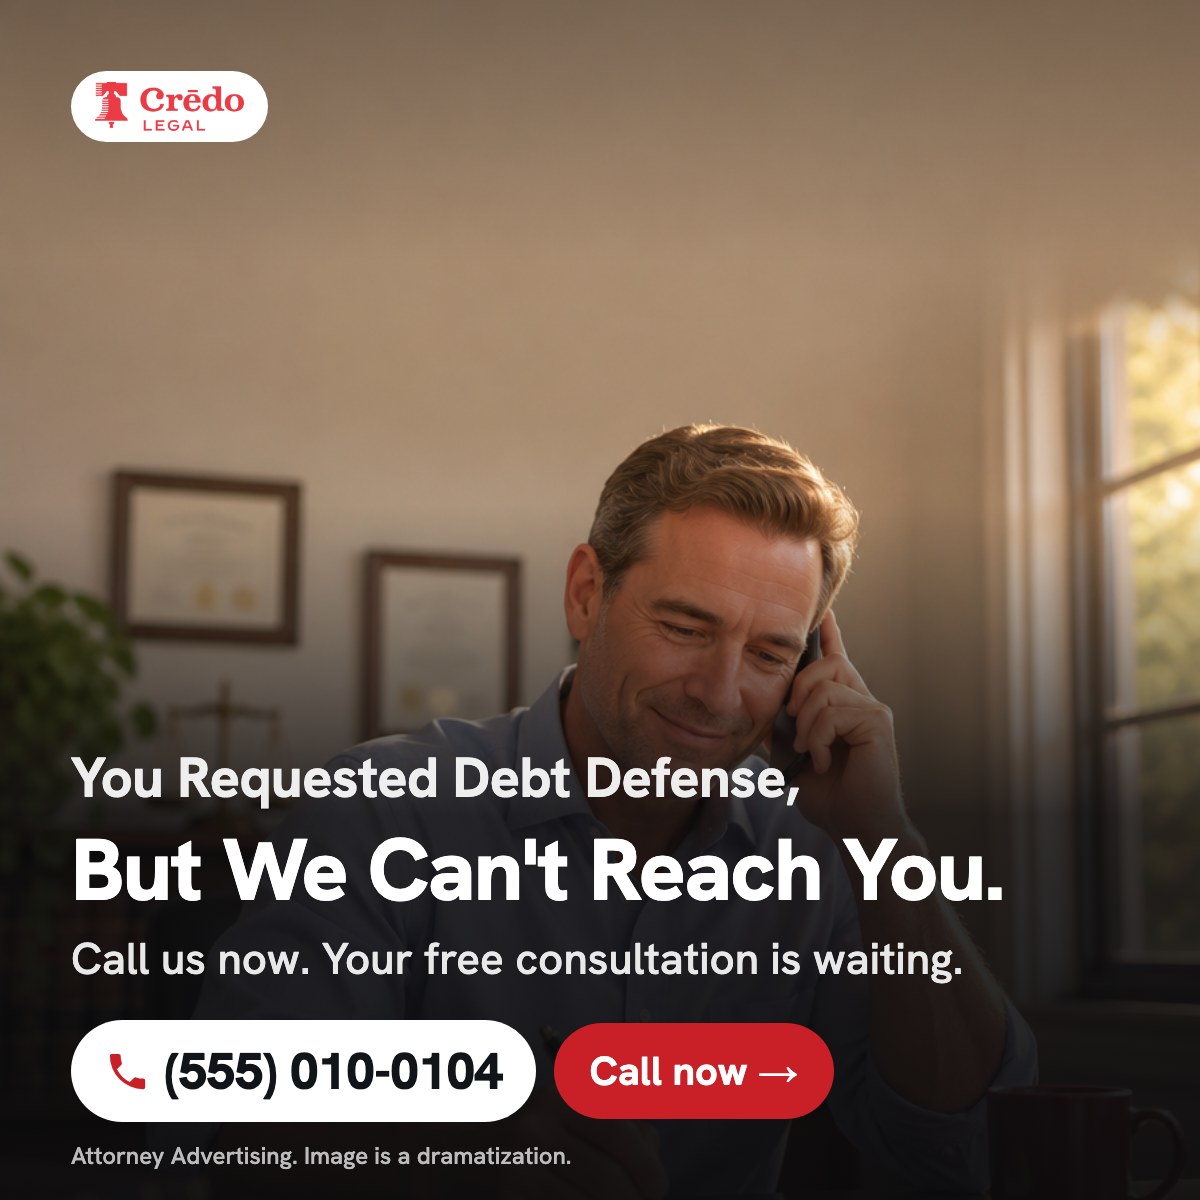 Crēdo
LEGAL
You Requested Debt Defense,
But We Can't Reach You.
Call us now. Your free consultation is waiting.
(555) 010-0104
Call now →
Attorney Advertising. Image is a dramatization.